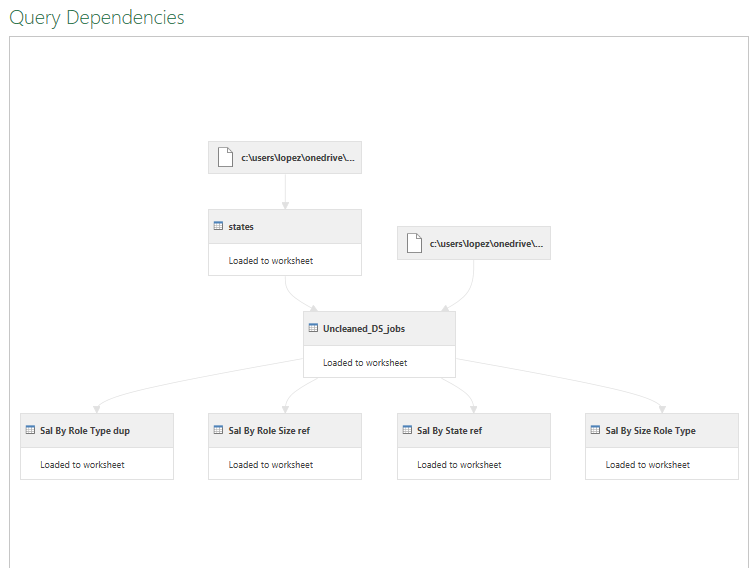 Query Dependencies
c:\users\lopez\onedrive\...
states
Loaded to worksheet
c:\users\lopez\onedrive\...
Uncleaned_DS_jobs
Loaded to worksheet
Sal By Role Type dup
Loaded to worksheet
Sal By Role Size ref
Loaded to worksheet
Sal By State ref
Loaded to worksheet
Sal By Size Role Type
Loaded to worksheet